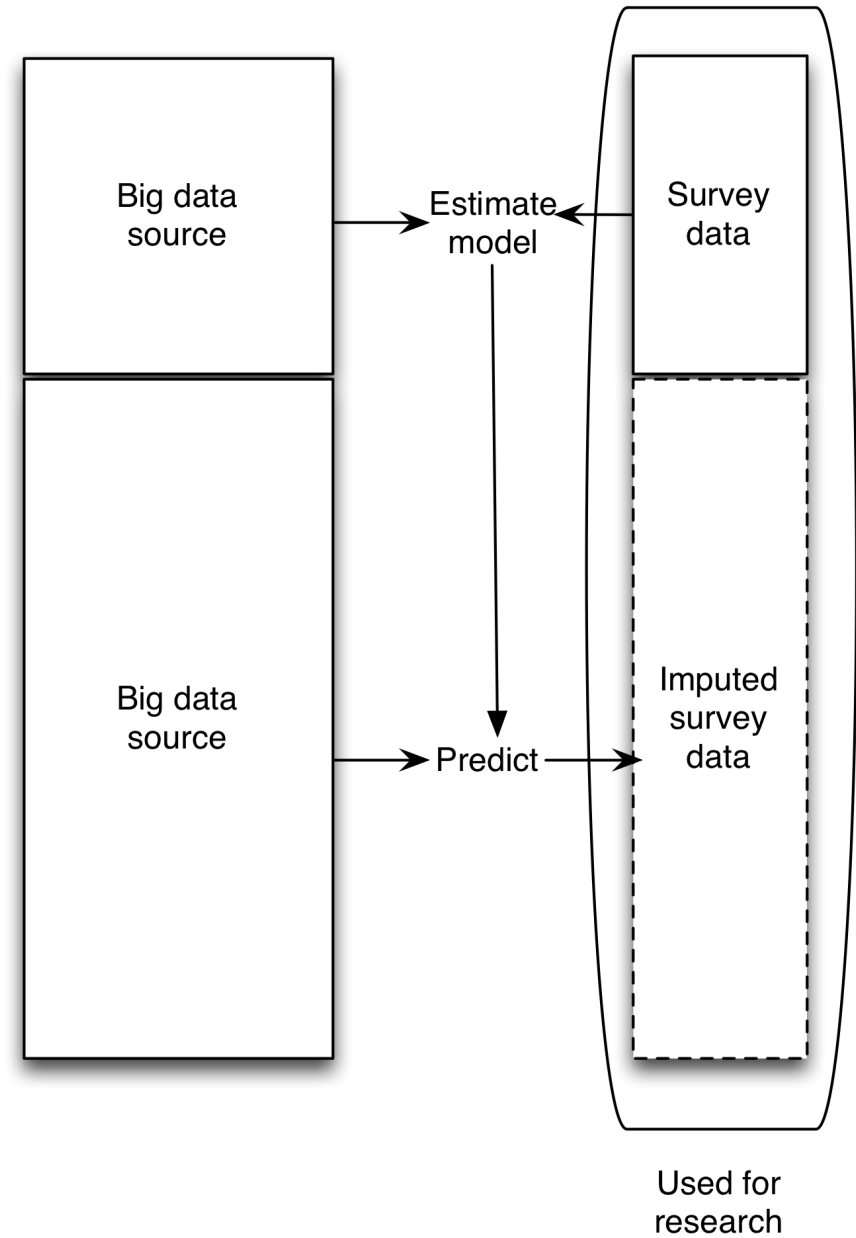 Big data
source
Estimate
model
Survey
data
Big data
source
Predict
Imputed
survey
data
Used for
research